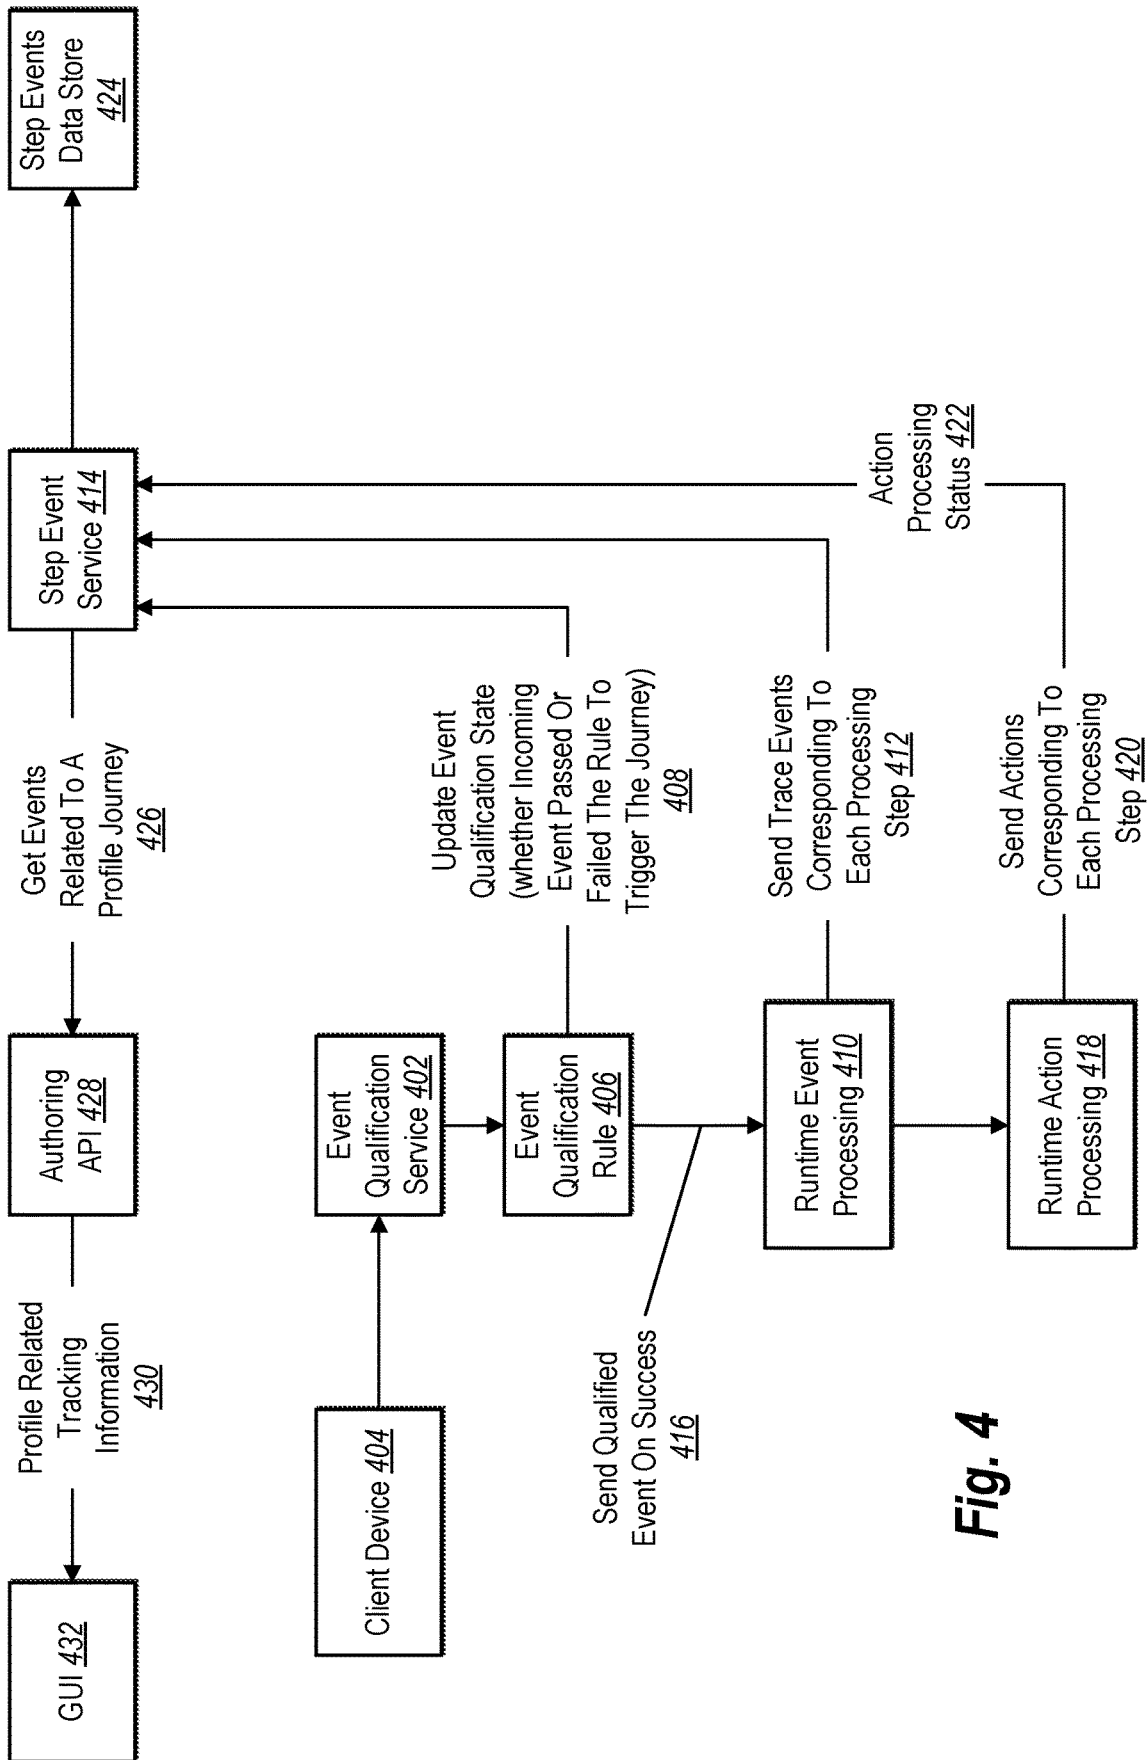 GUI 432
Profile Related
Tracking
Information
430
Authoring
API 428
Get Events
Related To A
Profile Journey
426
Step Event
Service 414
Step Events
Data Store
424
Client Device 404
Event
Qualification
Service 402
Event
Qualification
Rule 406
Update Event
Qualification State
(whether Incoming
Event Passed Or
Failed The Rule To
Trigger The Journey)
408
Send Qualified
Event On Success
416
Runtime Event
Processing 410
Send Trace Events
Corresponding To
Each Processing
Step 412
Action
Processing
Status 422
Runtime Action
Processing 418
Send Actions
Corresponding To
Each Processing
Step 420
Fig. 4